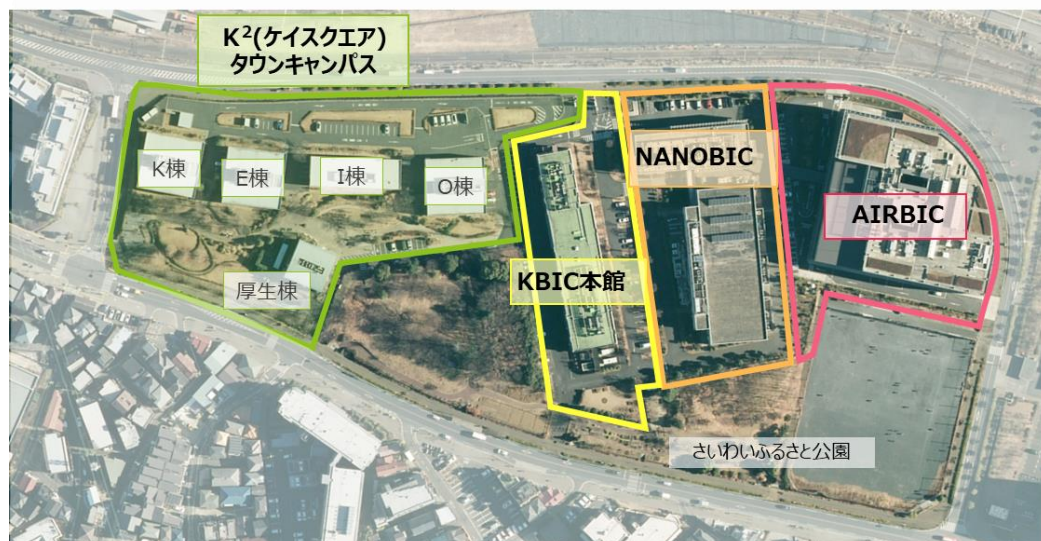 K²(ケイスクエア)
タウンキャンパス
K棟
E棟
I棟
O棟
厚生棟
KBIC本館
NANOBIC
AIRBIC
さいわいふるさと公園